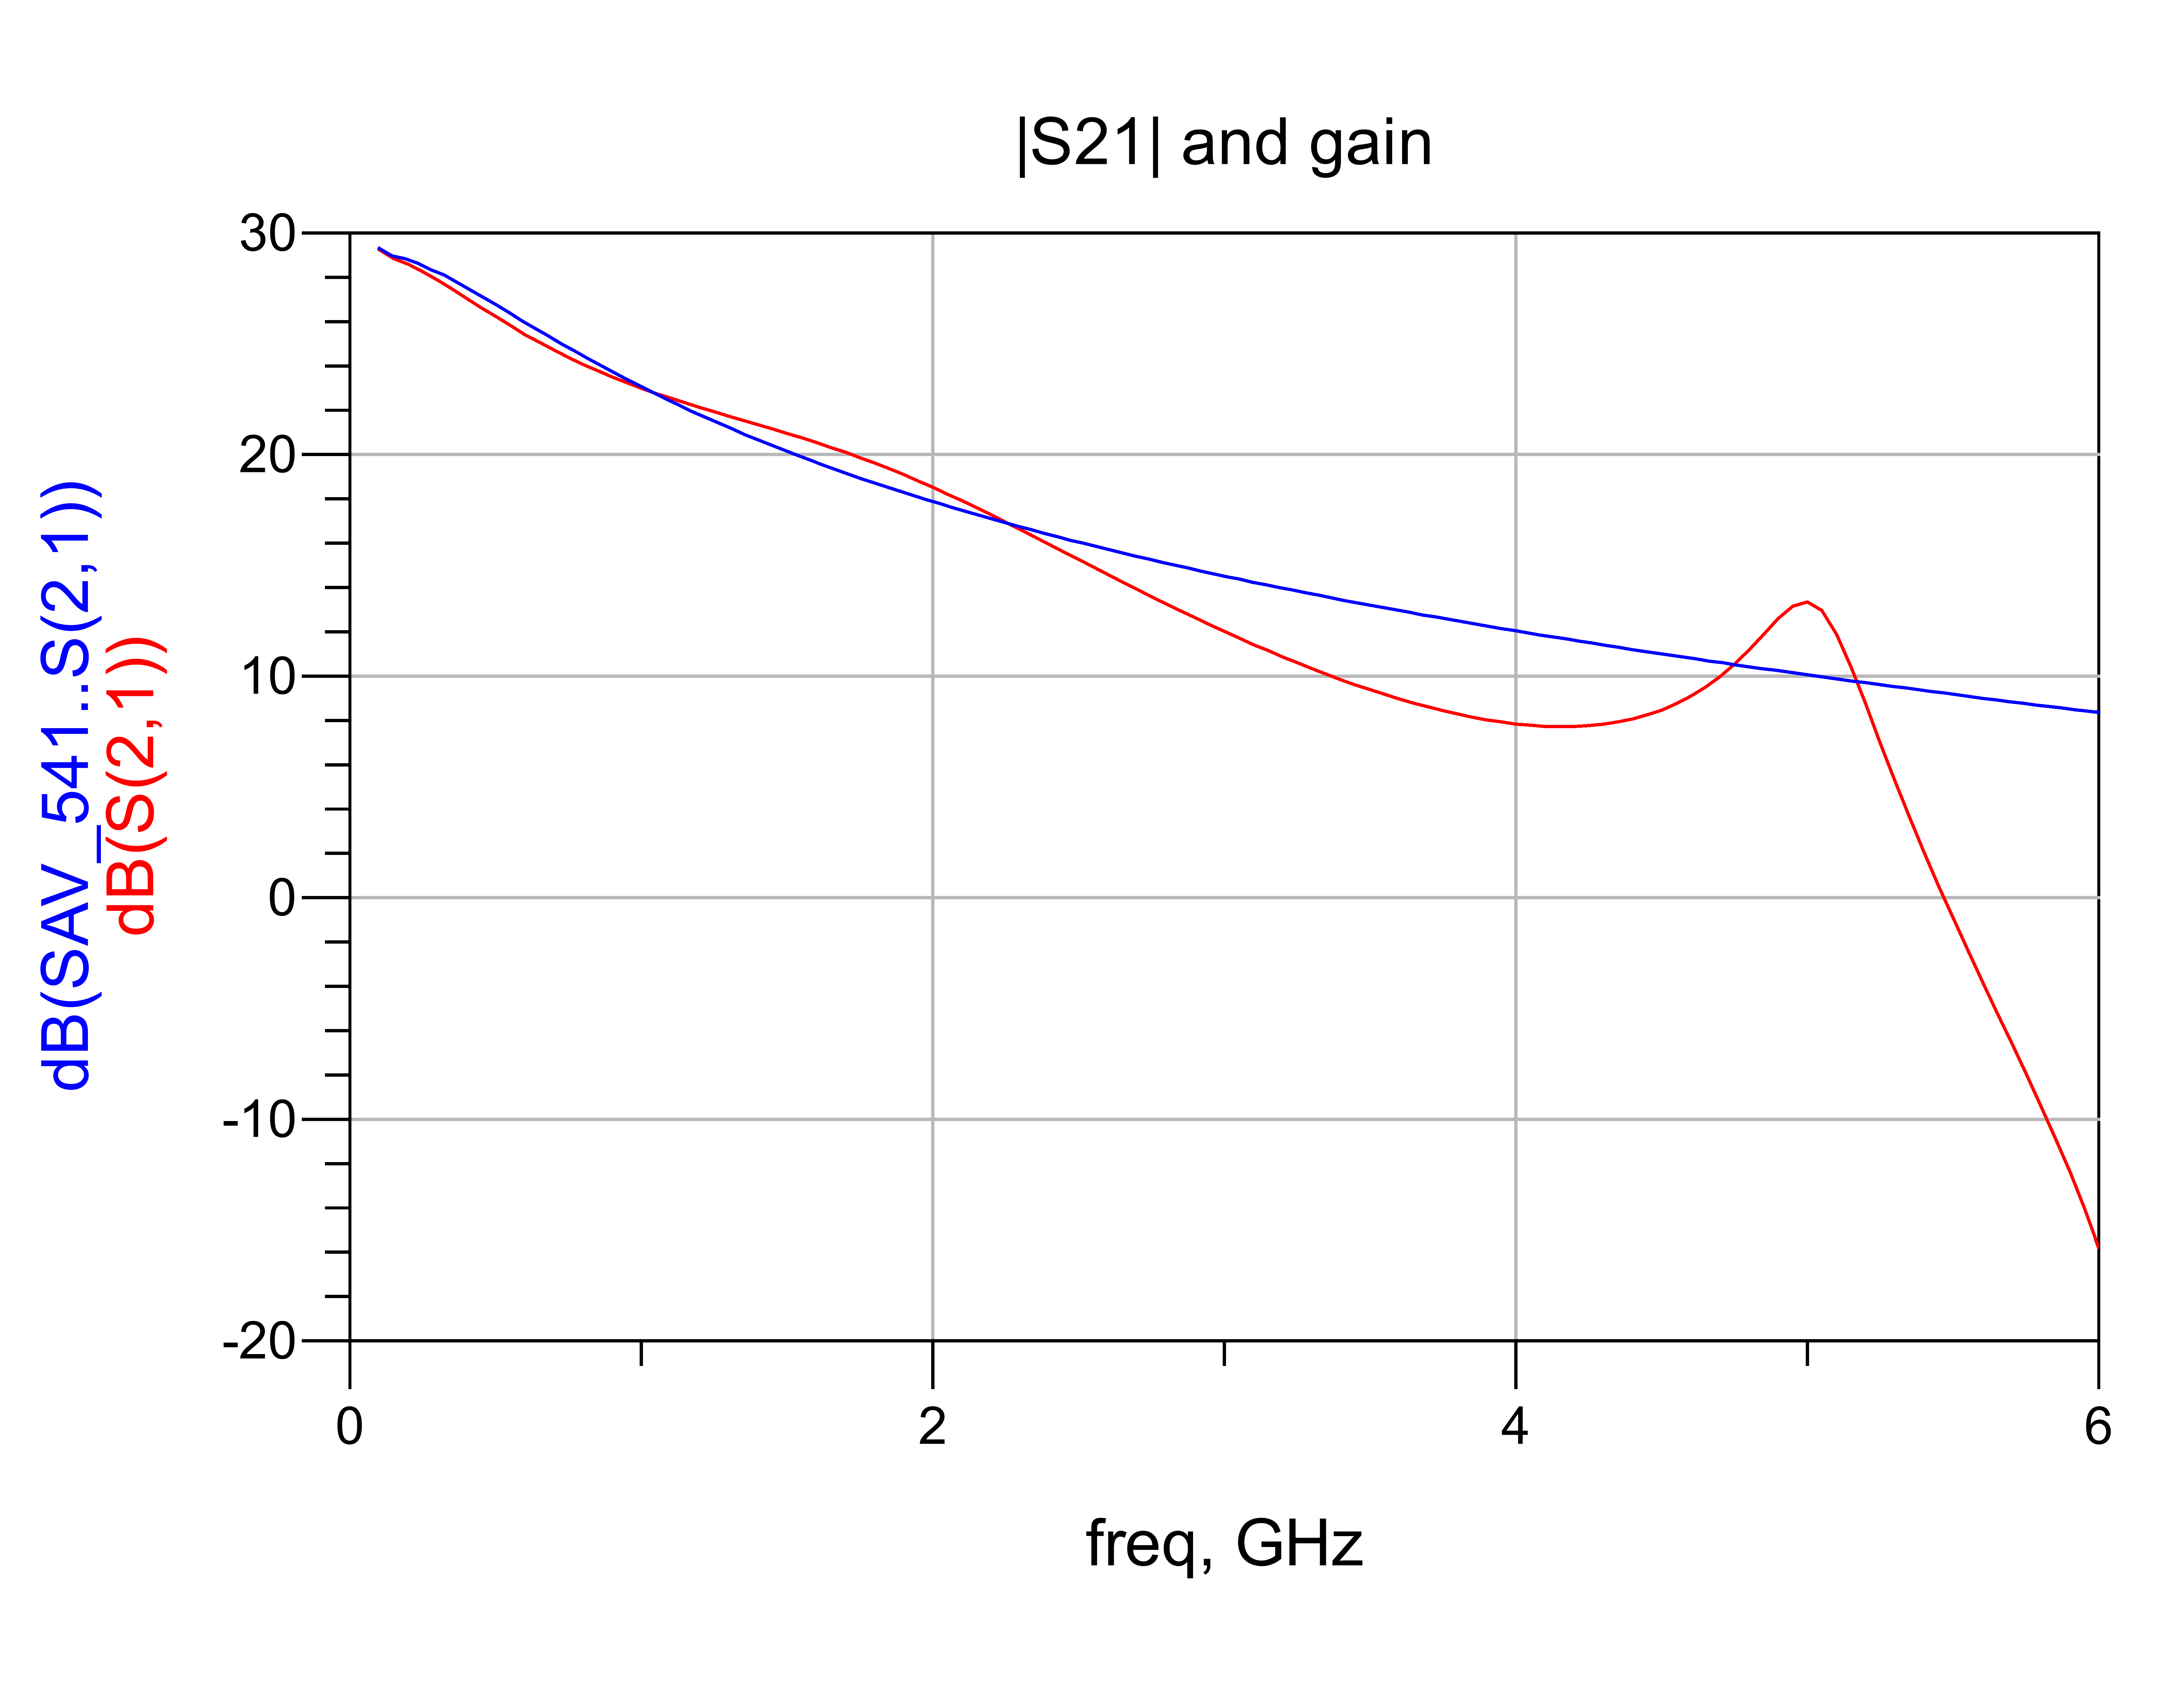 |S21| and gain
dB(SAV_541..S(2,1))
dB(S(2,1))
30
20
10
0
-10
-20
0
2
4
6
freq, GHz